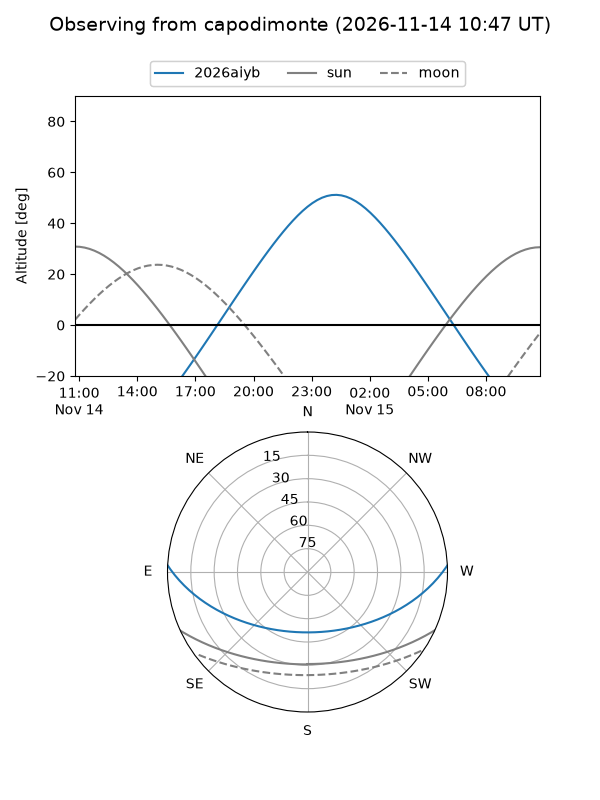 Observing from capodimonte (2026-11-14 10:47 UT)
2026aiyb sun moon
80
60
40
20
0
−20
Altitude [deg]
11:00 14:00 17:00 20:00 23:00 02:00 05:00 08:00
Nov 14 Nov 15
N
NE NW
15
30
45
60
75
E W
SE SW
S